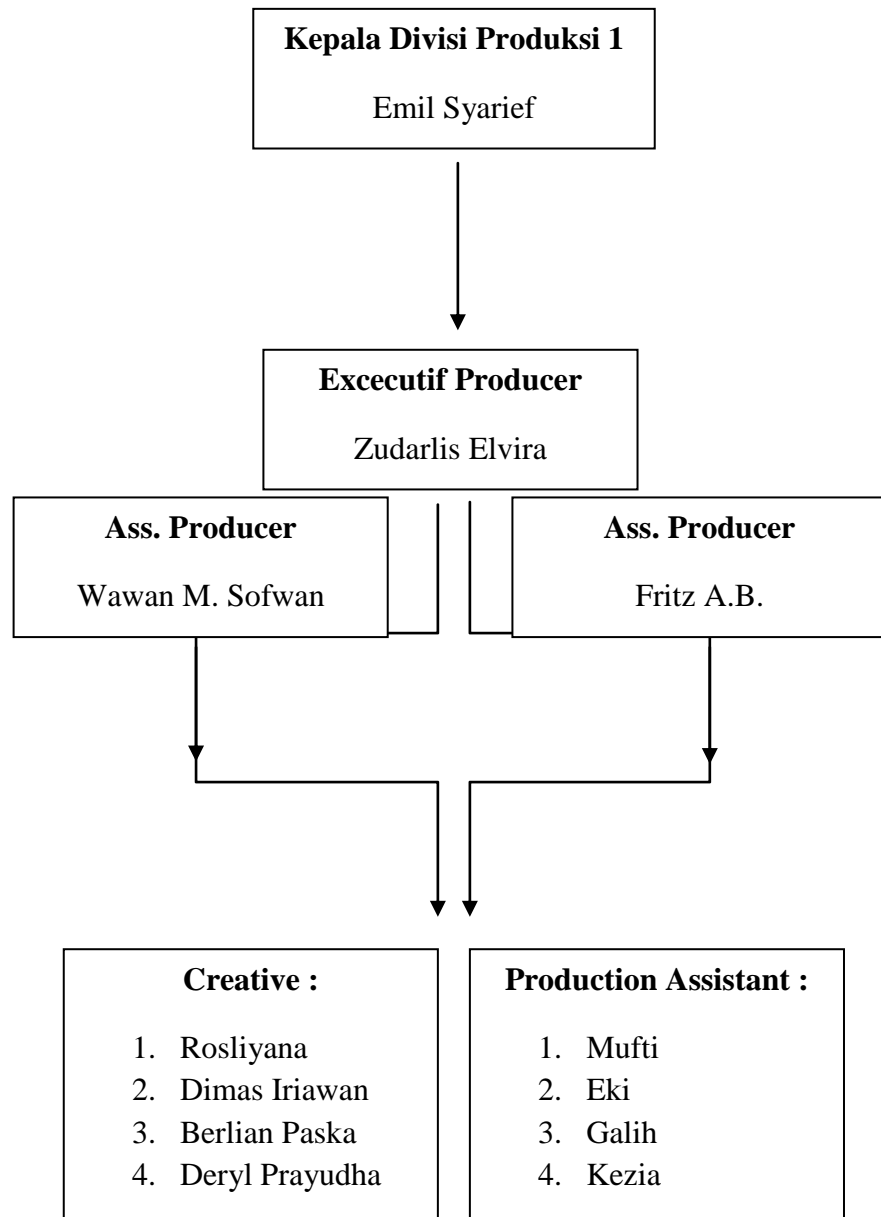 Kepala Divisi Produksi 1
Emil Syarief
Excecutif Producer
Zudarlis Elvira
Ass. Producer
Wawan M. Sofwan
Ass. Producer
Fritz A.B.
Creative :
1. Rosliyana
2. Dimas Iriawan
3. Berlian Paska
4. Deryl Prayudha
Production Assistant :
1. Mufti
2. Eki
3. Galih
4. Kezia